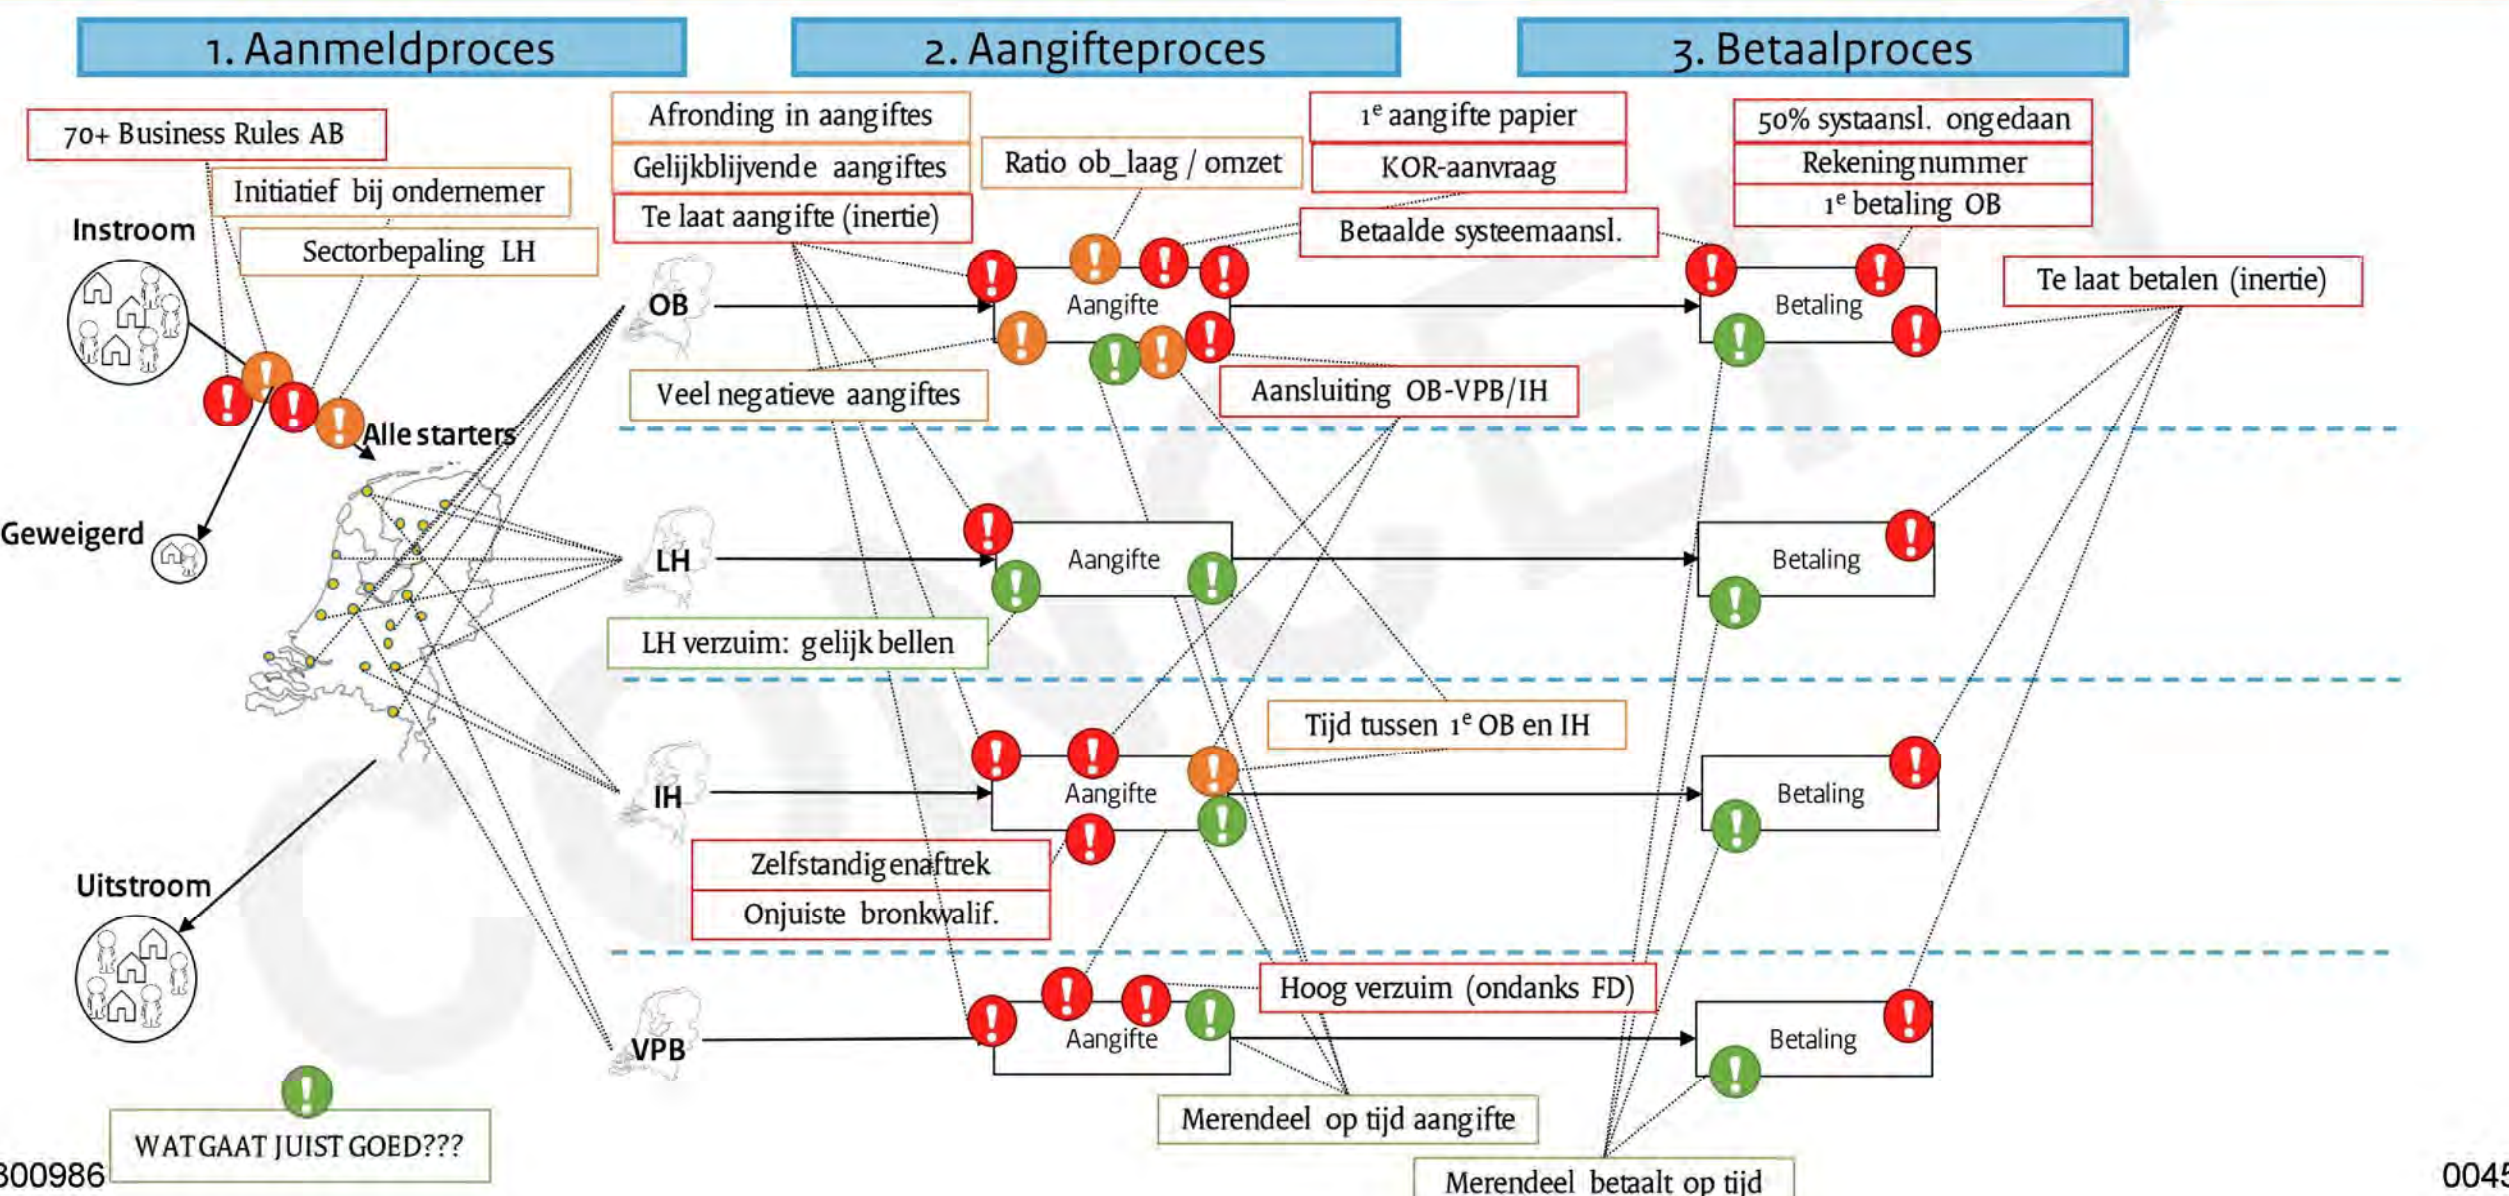 1. Aanmeldproces
2. Aangifteproces
3. Betaalproces
70+ Business Rules AB
Initiatief bij ondernemer
Sectorbepaling LH
Instroom
Alle starters
Geweigerd
Uitstroom
WAT GAAT JUIST GOED???
Afronding in aangiftes
Gelijkblijvende aangiftes
Te laat aangifte (inertie)
Ratio ob_laag / omzet
1e aangifte papier
KOR-aanvraag
Betaalde systeemaansl.
50% systaansl. ongedaan
Rekeningnummer
1e betaling OB
Te laat betalen (inertie)
OB
Aangifte
Betaling
Veel negatieve aangiftes
Aansluiting OB-VPB/IH
LH
Aangifte
Betaling
LH verzuim: gelijk bellen
Tijd tussen 1e OB en IH
IH
Aangifte
Betaling
Zelfstandigenaftrek
Onjuiste bronkwalif.
Hoog verzuim (ondanks FD)
VPB
Aangifte
Betaling
Merendeel op tijd aangifte
Merendeel betaalt op tijd
300986
0045
CONCEPT